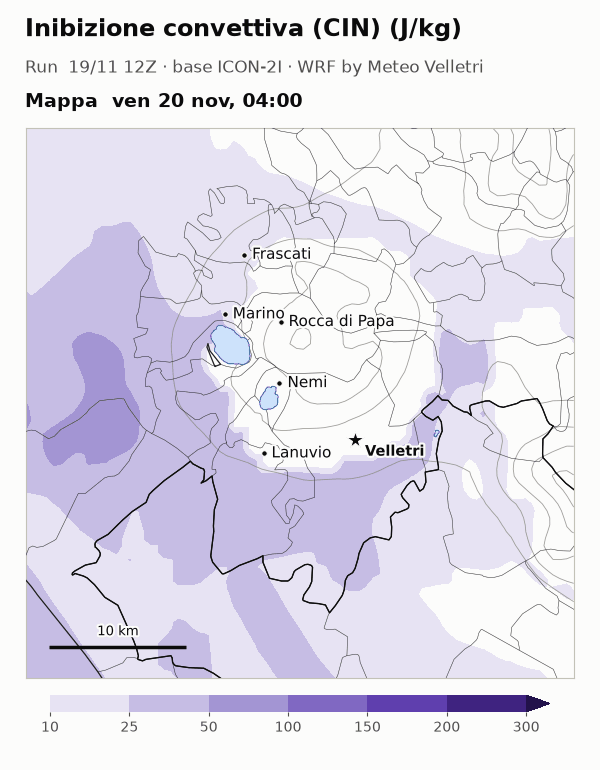 Inibizione convettiva (CIN) (J/kg)
Run  19/11 12Z · base ICON-2I · WRF by Meteo Velletri
Mappa  ven 20 nov, 04:00
Frascati
Marino
Rocca di Papa
Nemi
Velletri
Lanuvio
10 km
10 25 50 100 150 200 300